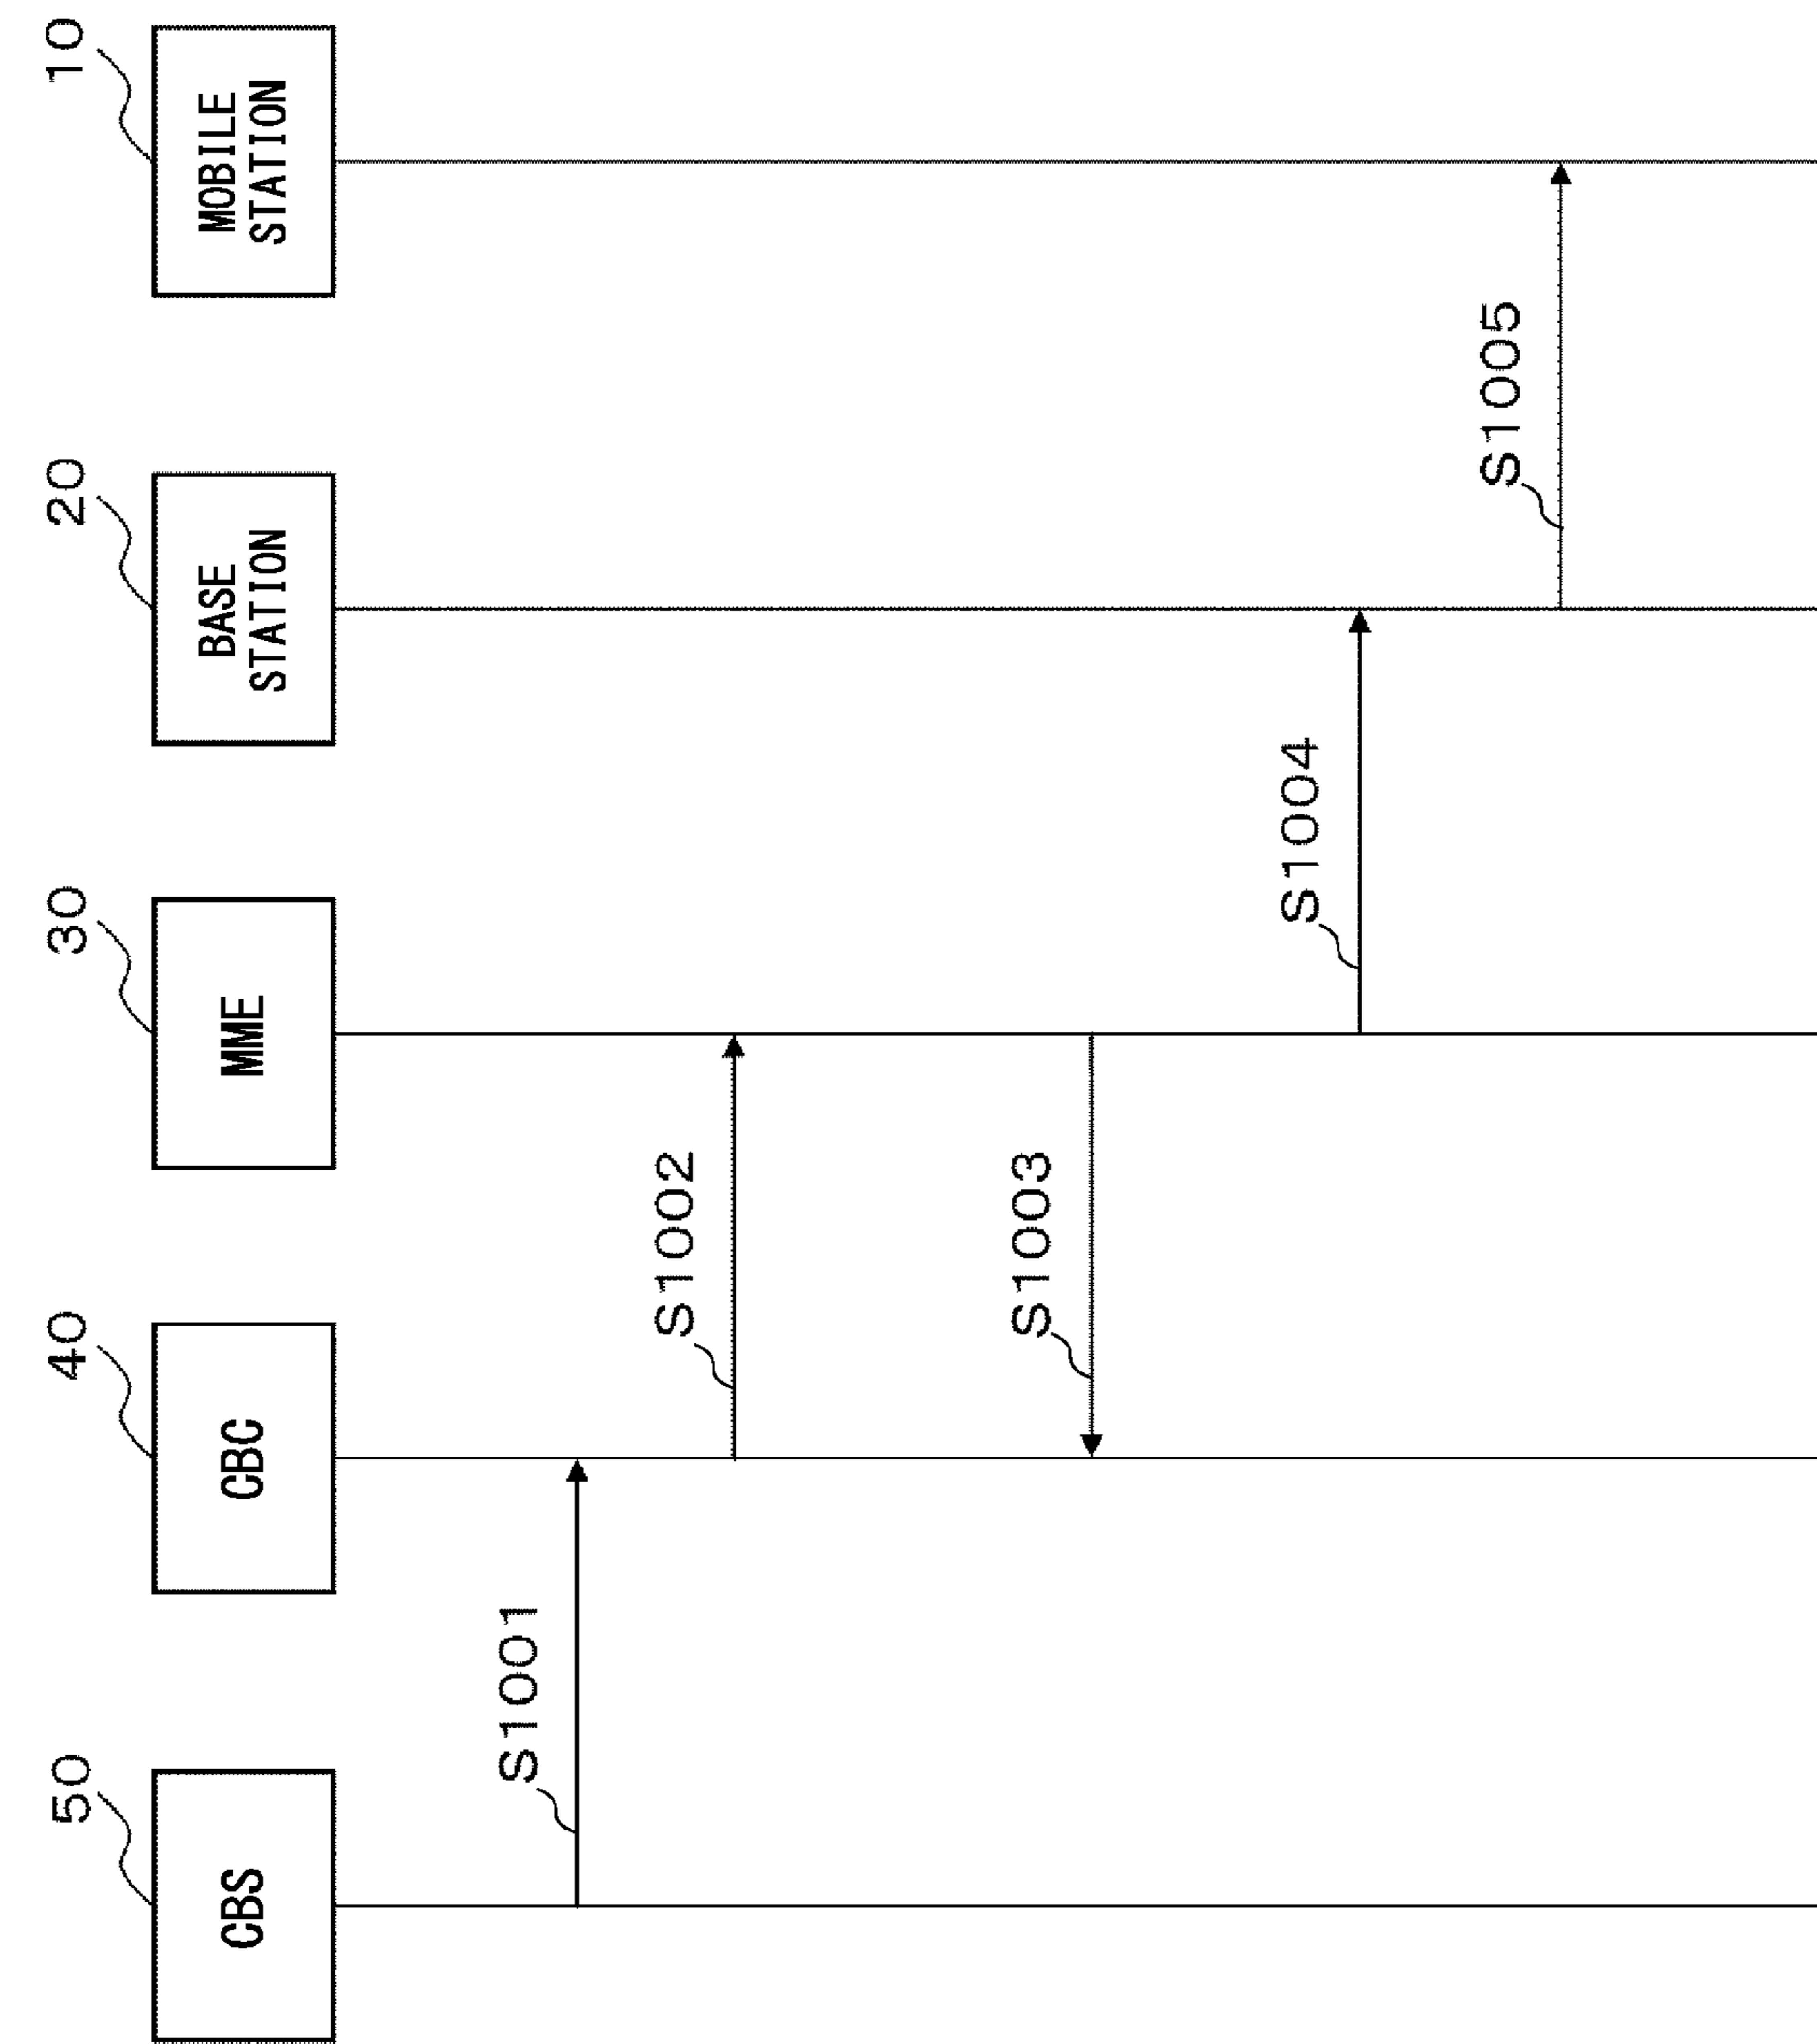 50
40
30
20
10
CBS
CBC
MME
BASE
STATION
MOBILE
STATION
S1001
S1002
S1003
S1004
S1005